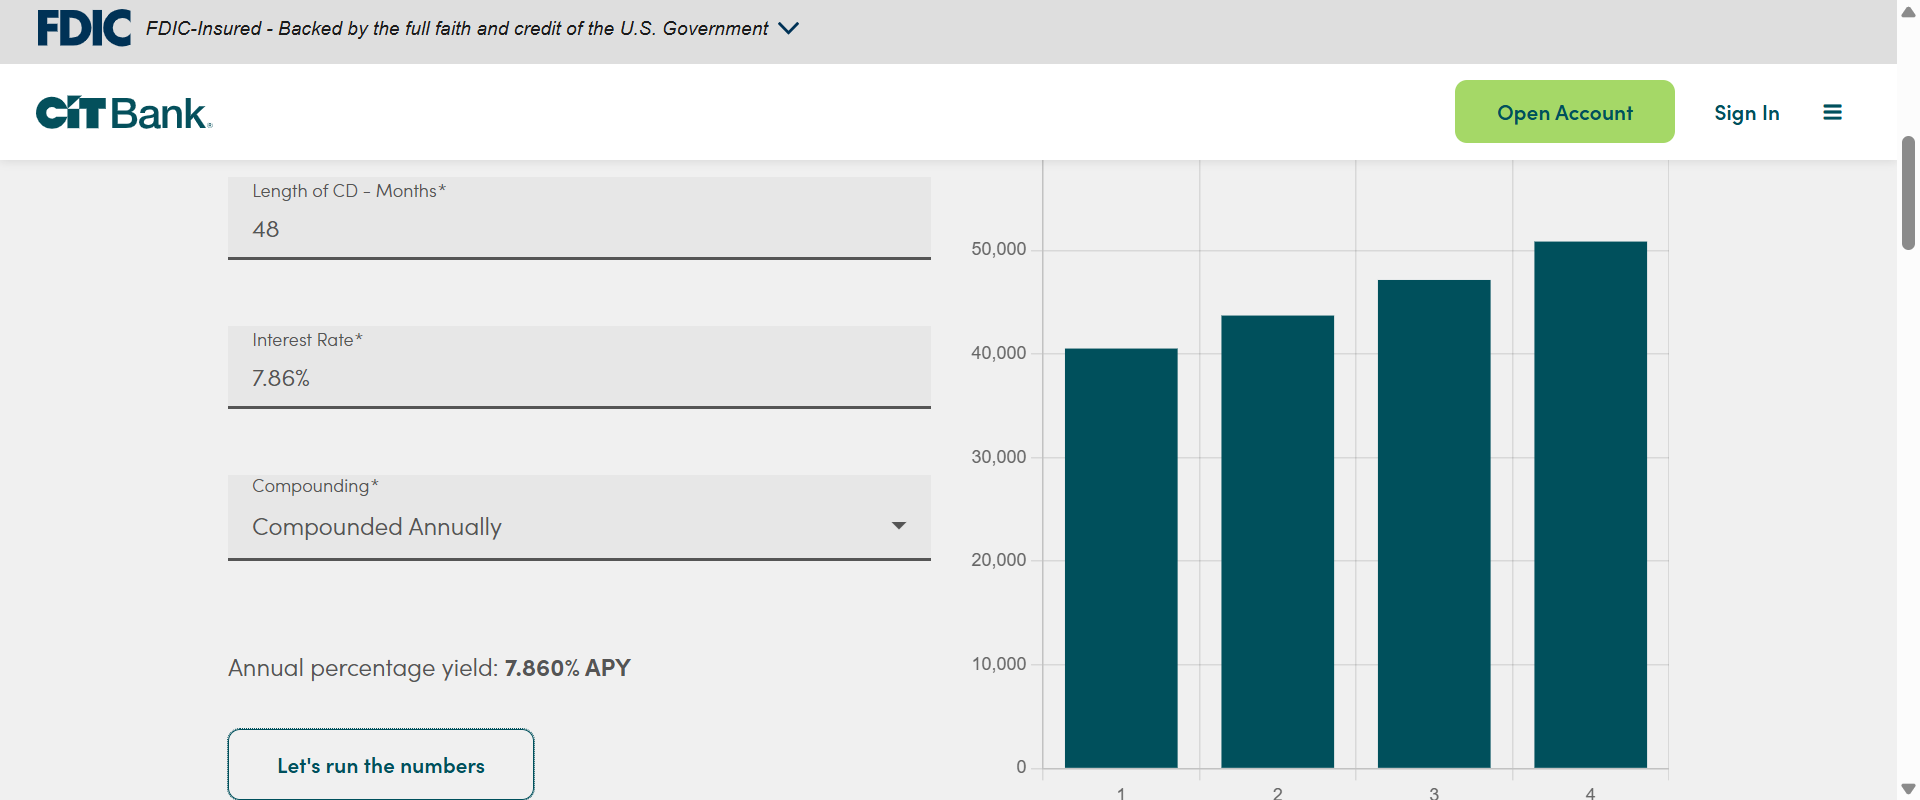 FDIC FDIC-Insured - Backed by the full faith and credit of the U.S. Government
CIT Bank®
Open Account
Sign In
Length of CD - Months*
48
Interest Rate*
7.86%
Compounding*
Compounded Annually
Annual percentage yield: 7.860% APY
Let's run the numbers
50,000
40,000
30,000
20,000
10,000
0
1 2 3 4